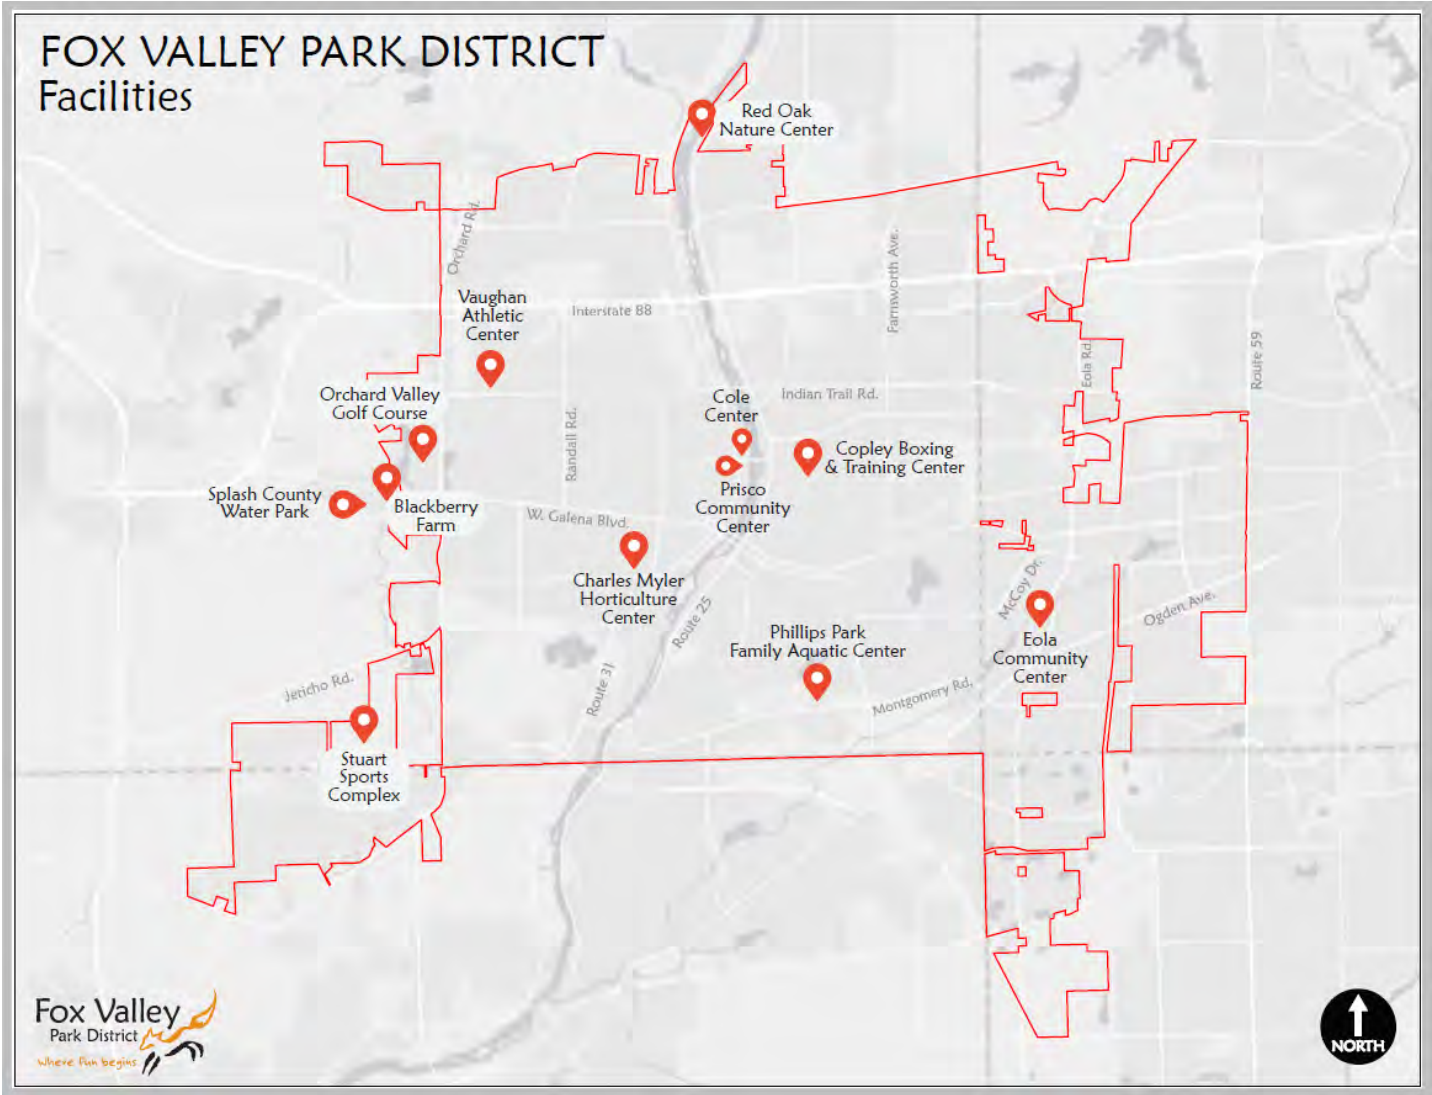 FOX VALLEY PARK DISTRICT
Facilities
Red Oak
Nature Center
Orchard Rd.
Farnsworth Ave.
Vaughan
Athletic
Center
Interstate 88
Eola Rd.
Route 59
Orchard Valley
Golf Course
Cole
Center
Indian Trail Rd.
Randall Rd.
Copley Boxing
& Training Center
Splash County
Water Park
Blackberry
Farm
Prisco
Community
Center
W. Galena Blvd.
Charles Myler
Horticulture
Center
Route 25
McCoy Dr.
Ogden Ave.
Phillips Park
Family Aquatic Center
Eola
Community
Center
Jericho Rd.
Route 31
Montgomery Rd.
Stuart
Sports
Complex
Fox Valley
Park District
Where fun begins.
NORTH